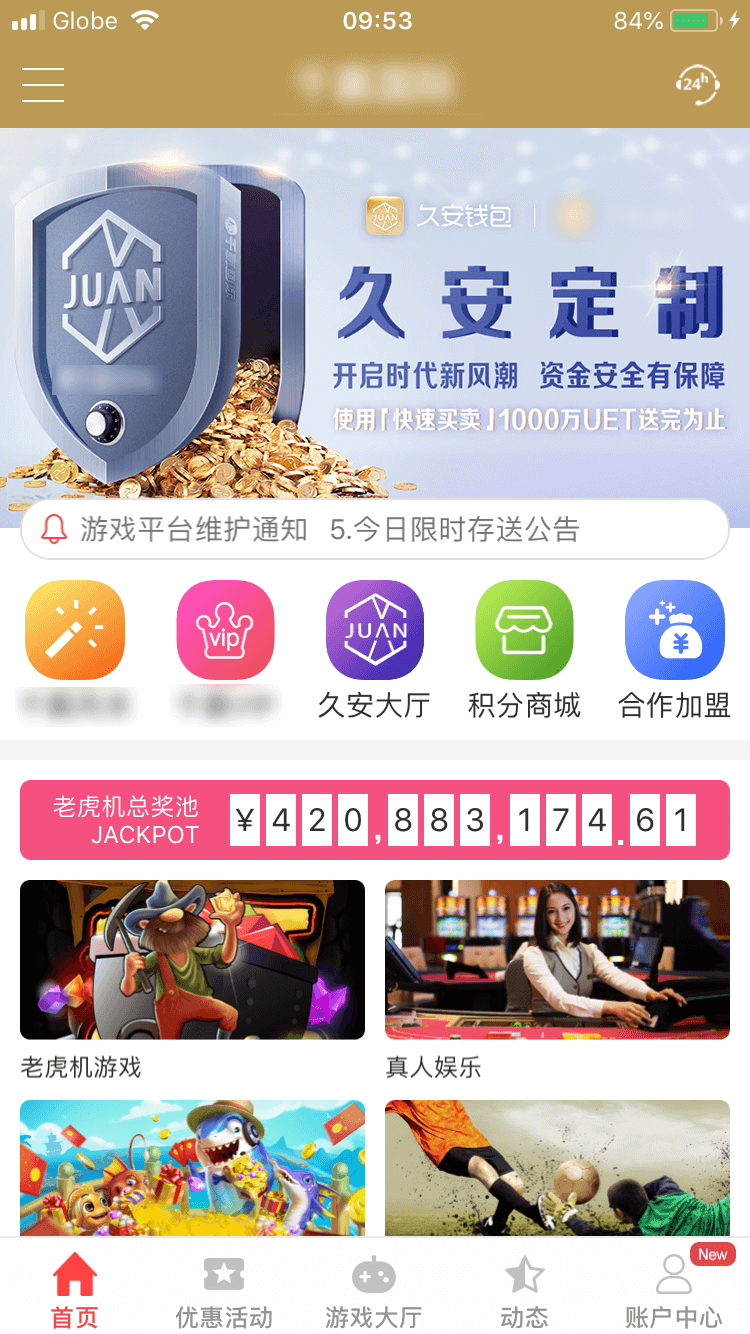 Globe 09:53 84%
24h
JUAN 久安钱包
JUAN
久安定制
开启时代新风潮 资金安全有保障
使用「快速买卖」1000万UET送完为止
游戏平台维护通知 5.今日限时存送公告
vip
JUAN
¥
久安大厅 积分商城 合作加盟
老虎机总奖池
JACKPOT
¥420,883,174.61
老虎机游戏 真人娱乐
New
首页 优惠活动 游戏大厅 动态 账户中心